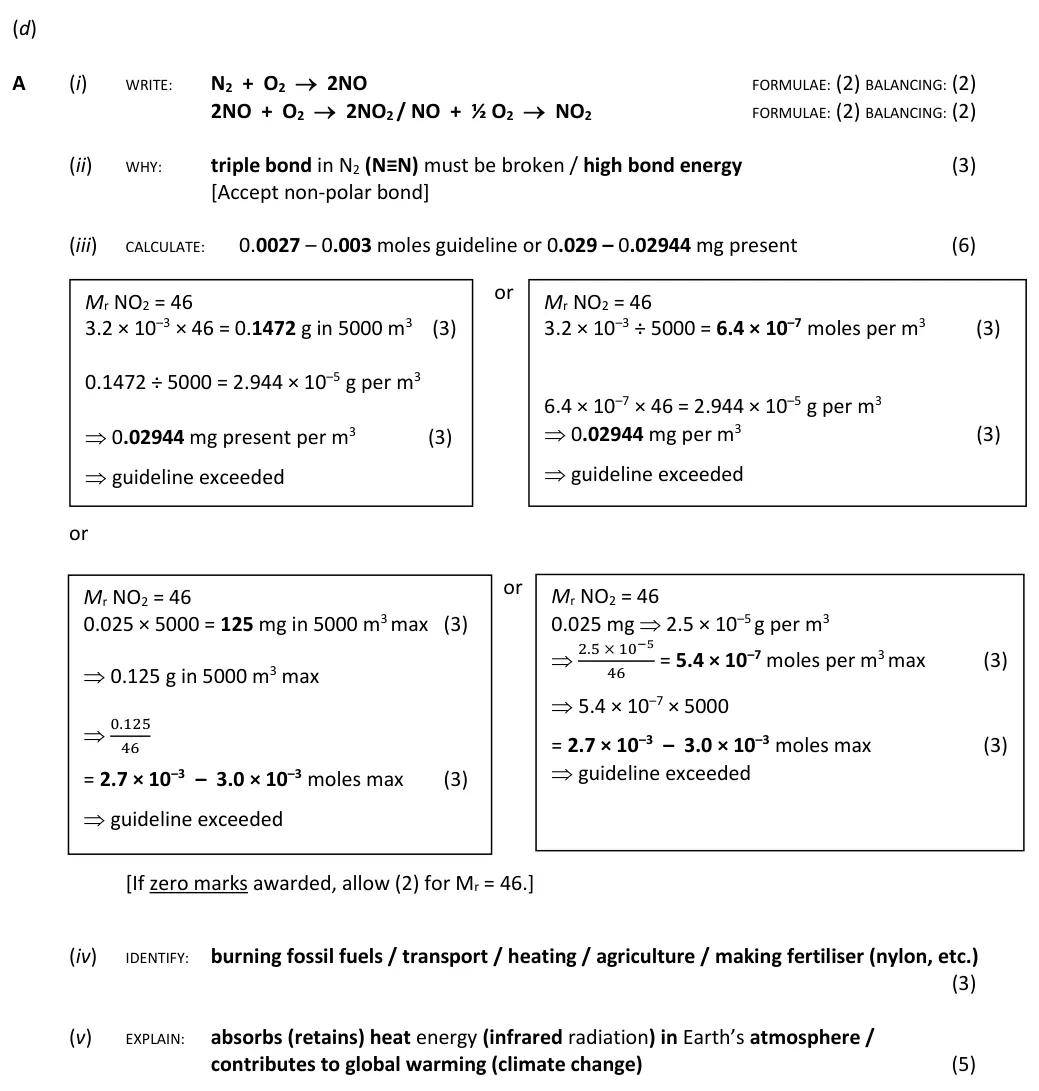 (d)
A (i) WRITE: N₂ + O₂ → 2NO FORMULAE: (2) BALANCING: (2)
2NO + O₂ → 2NO₂ / NO + ½ O₂ → NO₂ FORMULAE: (2) BALANCING: (2)
(ii) WHY: triple bond in N₂ (N≡N) must be broken / high bond energy (3)
[Accept non-polar bond]
(iii) CALCULATE: 0.0027 – 0.003 moles guideline or 0.029 – 0.02944 mg present (6)
Mᵣ NO₂ = 46
3.2 × 10⁻³ × 46 = 0.1472 g in 5000 m³ (3)
0.1472 ÷ 5000 = 2.944 × 10⁻⁵ g per m³
⇒ 0.02944 mg present per m³ (3)
⇒ guideline exceeded
or
Mᵣ NO₂ = 46
3.2 × 10⁻³ ÷ 5000 = 6.4 × 10⁻⁷ moles per m³ (3)
6.4 × 10⁻⁷ × 46 = 2.944 × 10⁻⁵ g per m³
⇒ 0.02944 mg per m³ (3)
⇒ guideline exceeded
or
Mᵣ NO₂ = 46
0.025 × 5000 = 125 mg in 5000 m³ max (3)
⇒ 0.125 g in 5000 m³ max
⇒ 0.125/46
= 2.7 × 10⁻³ – 3.0 × 10⁻³ moles max (3)
⇒ guideline exceeded
or
Mᵣ NO₂ = 46
0.025 mg ⇒ 2.5 × 10⁻⁵ g per m³
⇒ 2.5 × 10⁻⁵/46 = 5.4 × 10⁻⁷ moles per m³ max (3)
⇒ 5.4 × 10⁻⁷ × 5000
= 2.7 × 10⁻³ – 3.0 × 10⁻³ moles max (3)
⇒ guideline exceeded
[If zero marks awarded, allow (2) for Mᵣ = 46.]
(iv) IDENTIFY: burning fossil fuels / transport / heating / agriculture / making fertiliser (nylon, etc.)
(3)
(v) EXPLAIN: absorbs (retains) heat energy (infrared radiation) in Earth’s atmosphere /
contributes to global warming (climate change) (5)